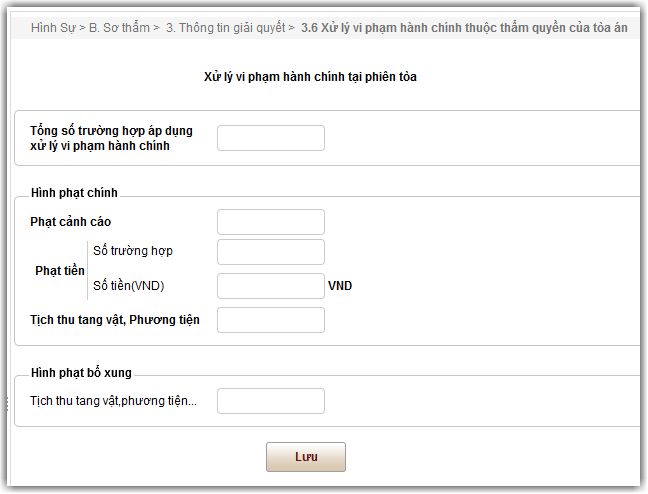 Hình Sự > B. Sơ thẩm > 3. Thông tin giải quyết > 3.6 Xử lý vi phạm hành chính thuộc thẩm quyền của tòa án
Xử lý vi phạm hành chính tại phiên tòa
Tổng số trường hợp áp dụng
xử lý vi phạm hành chính
Hình phạt chính
Phạt cảnh cáo
Số trường hợp
Phạt tiền
Số tiền(VND) VND
Tịch thu tang vật, Phương tiện
Hình phạt bổ xung
Tịch thu tang vật,phương tiện...
Lưu